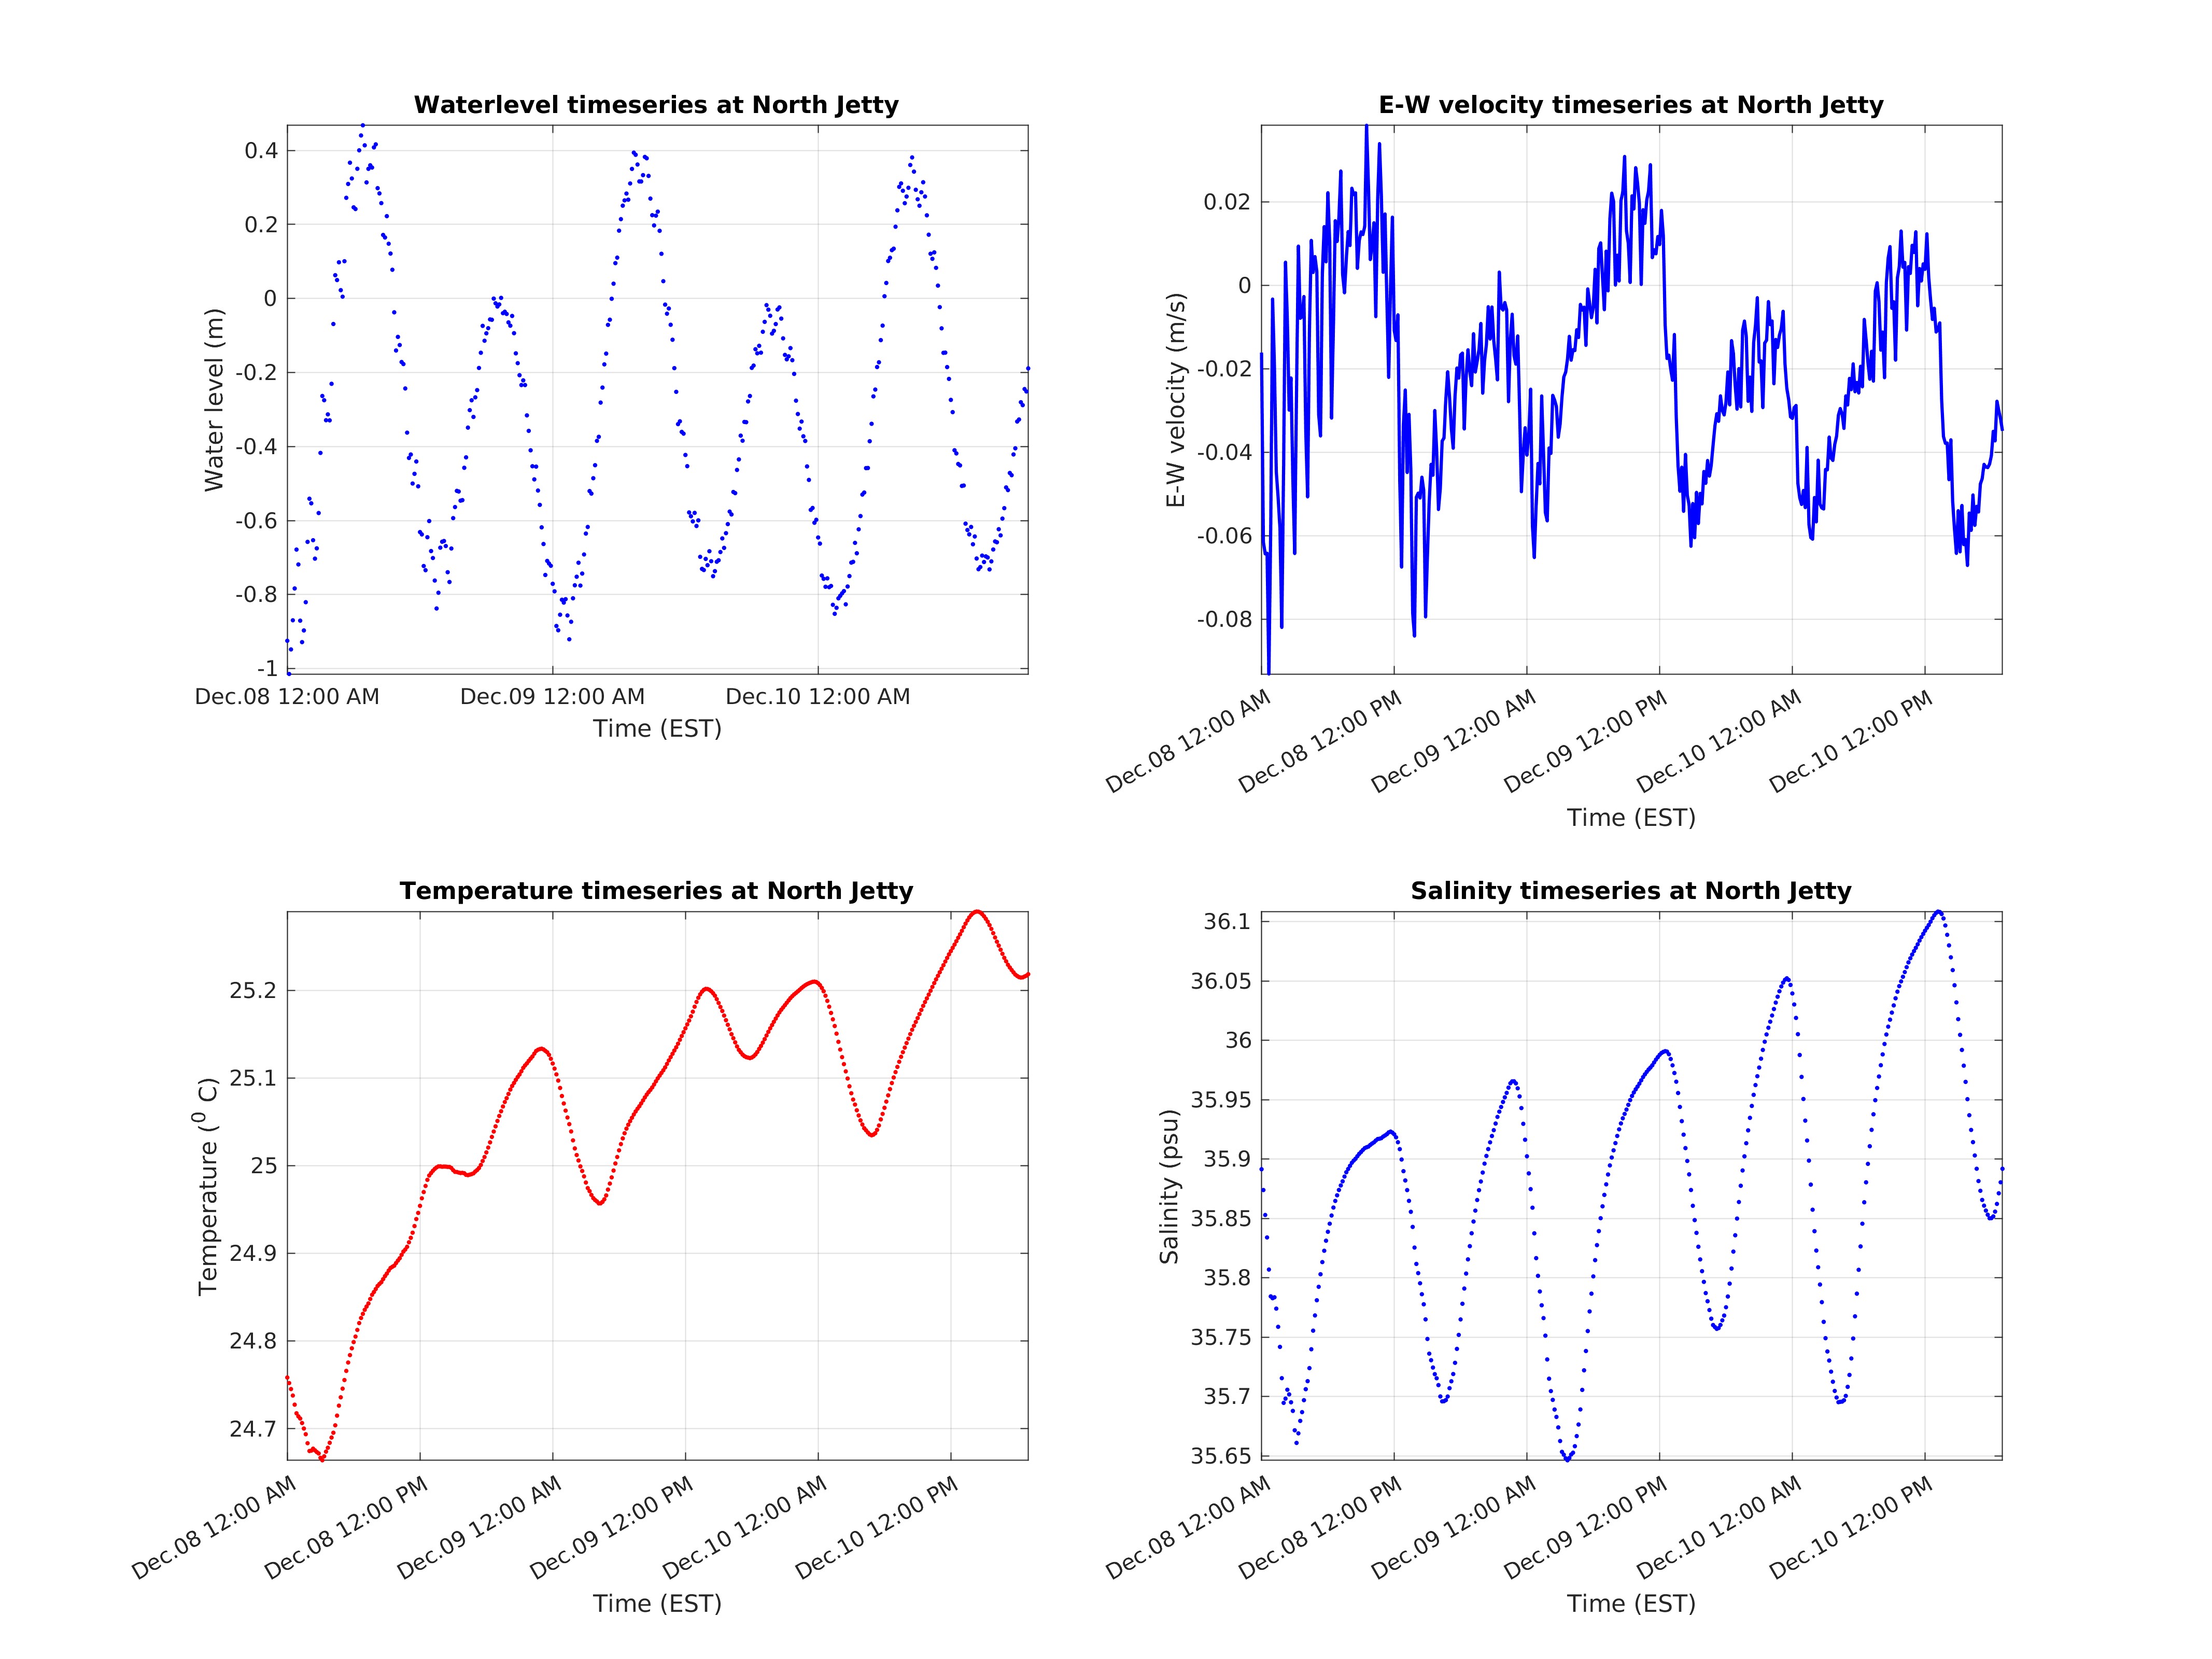 Waterlevel timeseries at North Jetty
0.4
0.2
0
-0.2
-0.4
-0.6
-0.8
-1
Water level (m)
Dec.08 12:00 AM
Dec.09 12:00 AM
Dec.10 12:00 AM
Time (EST)
E-W velocity timeseries at North Jetty
0.02
0
-0.02
-0.04
-0.06
-0.08
E-W velocity (m/s)
Dec.08 12:00 AM
Dec.08 12:00 PM
Dec.09 12:00 AM
Dec.09 12:00 PM
Dec.10 12:00 AM
Dec.10 12:00 PM
Time (EST)
Temperature timeseries at North Jetty
25.2
25.1
25
24.9
24.8
24.7
Temperature (⁰ C)
Dec.08 12:00 AM
Dec.08 12:00 PM
Dec.09 12:00 AM
Dec.09 12:00 PM
Dec.10 12:00 AM
Dec.10 12:00 PM
Time (EST)
Salinity timeseries at North Jetty
36.1
36.05
36
35.95
35.9
35.85
35.8
35.75
35.7
35.65
Salinity (psu)
Dec.08 12:00 AM
Dec.08 12:00 PM
Dec.09 12:00 AM
Dec.09 12:00 PM
Dec.10 12:00 AM
Dec.10 12:00 PM
Time (EST)